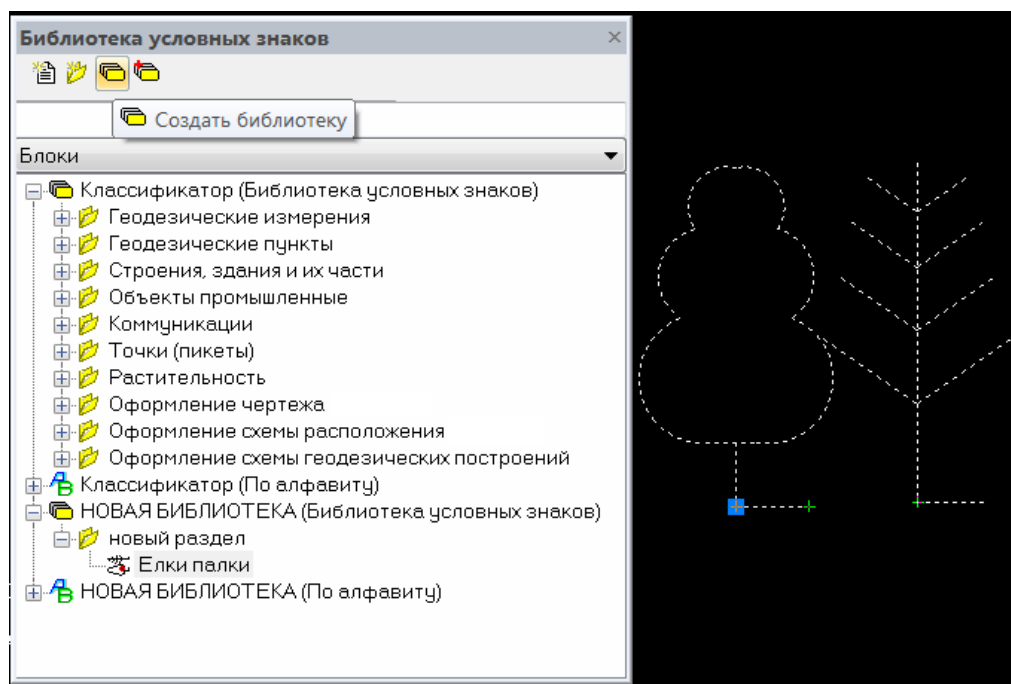 Библиотека условных знаков
Создать библиотеку
Блоки
Классификатор (Библиотека условных знаков)
Геодезические измерения
Геодезические пункты
Строения, здания и их части
Объекты промышленные
Коммуникации
Точки (пикеты)
Растительность
Оформление чертежа
Оформление схемы расположения
Оформление схемы геодезических построений
Классификатор (По алфавиту)
НОВАЯ БИБЛИОТЕКА (Библиотека условных знаков)
новый раздел
Елки палки
НОВАЯ БИБЛИОТЕКА (По алфавиту)